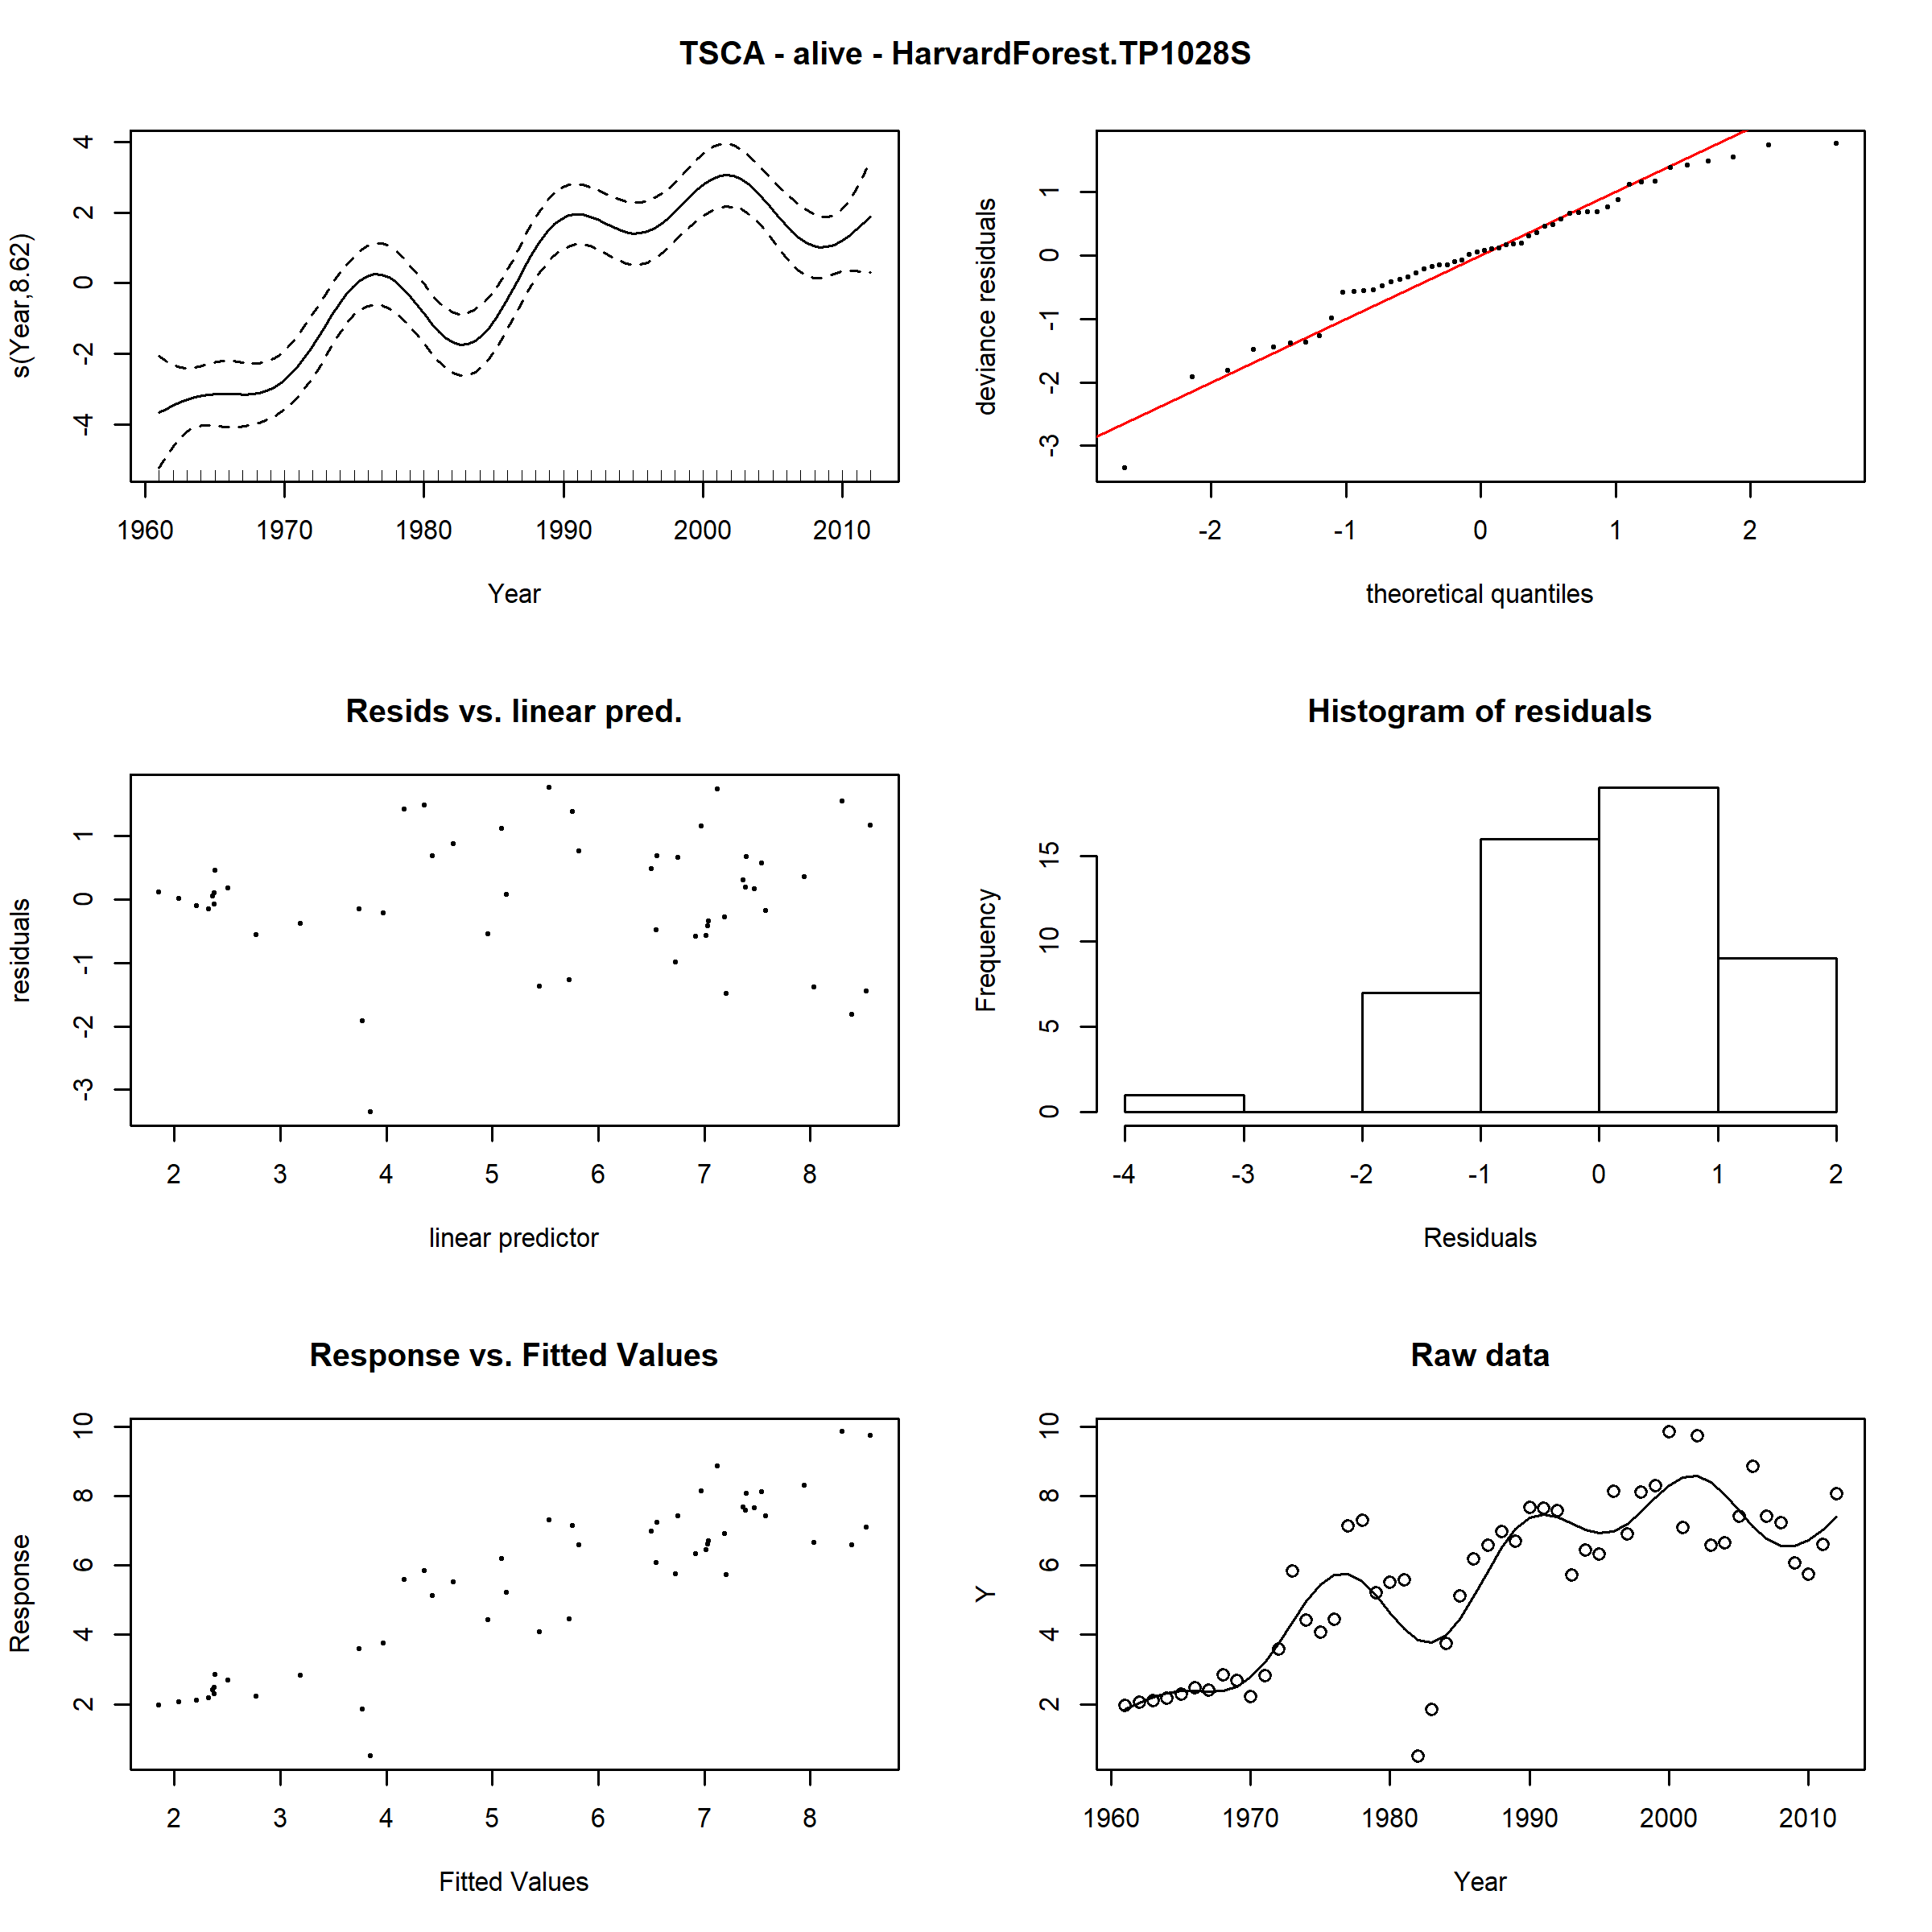 TSCA - alive - HarvardForest.TP1028S
4
2
0
-2
-4
s(Year,8.62)
1960 1970 1980 1990 2000 2010
Year
1
0
-1
-2
-3
deviance residuals
-2 -1 0 1 2
theoretical quantiles
Resids vs. linear pred.
1
0
-1
-2
-3
residuals
2 3 4 5 6 7 8
linear predictor
Histogram of residuals
15
10
5
0
Frequency
-4 -3 -2 -1 0 1 2
Residuals
Response vs. Fitted Values
10
8
6
4
2
Response
2 3 4 5 6 7 8
Fitted Values
Raw data
10
8
6
4
2
Y
1960 1970 1980 1990 2000 2010
Year